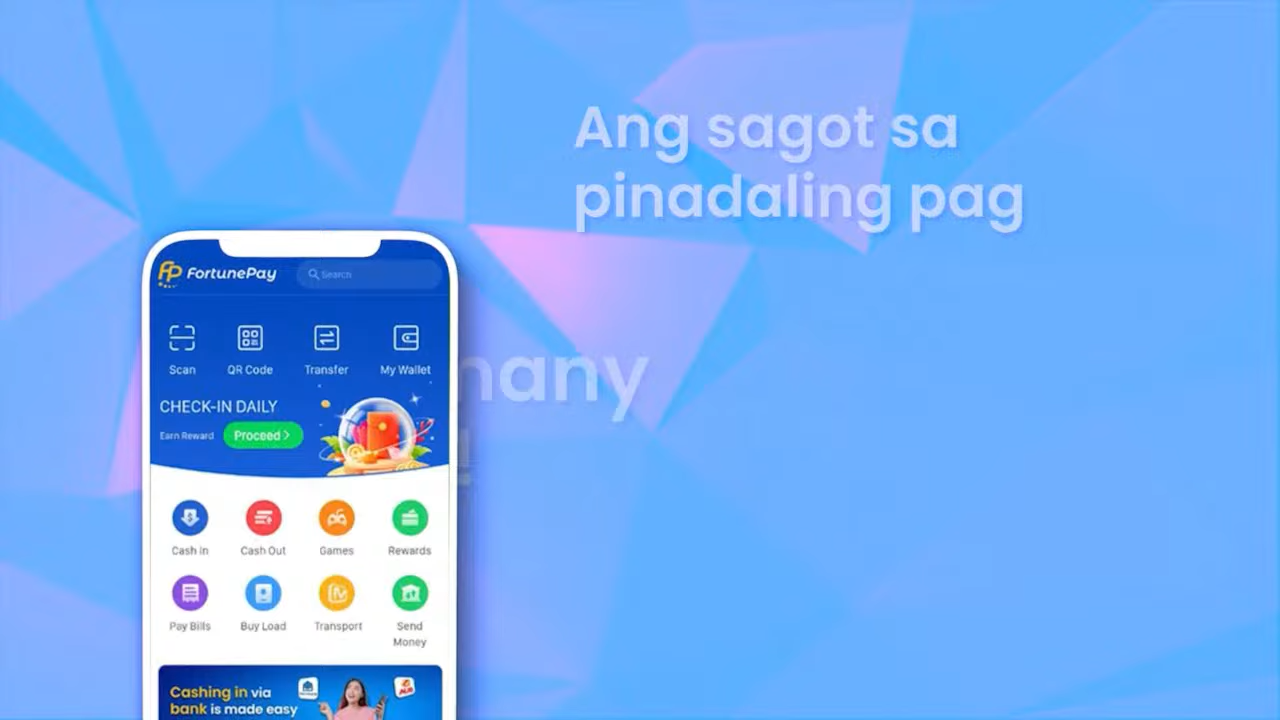 Ang sagot sa
pinadaling pag
FP FortunePay
Search
Scan
QR Code
Transfer
My Wallet
CHECK-IN DAILY
Earn Reward
Proceed >
Cash In
Cash Out
Games
Rewards
Pay Bills
Buy Load
Transport
Send
Money
Cashing in via
bank is made easy
AUB